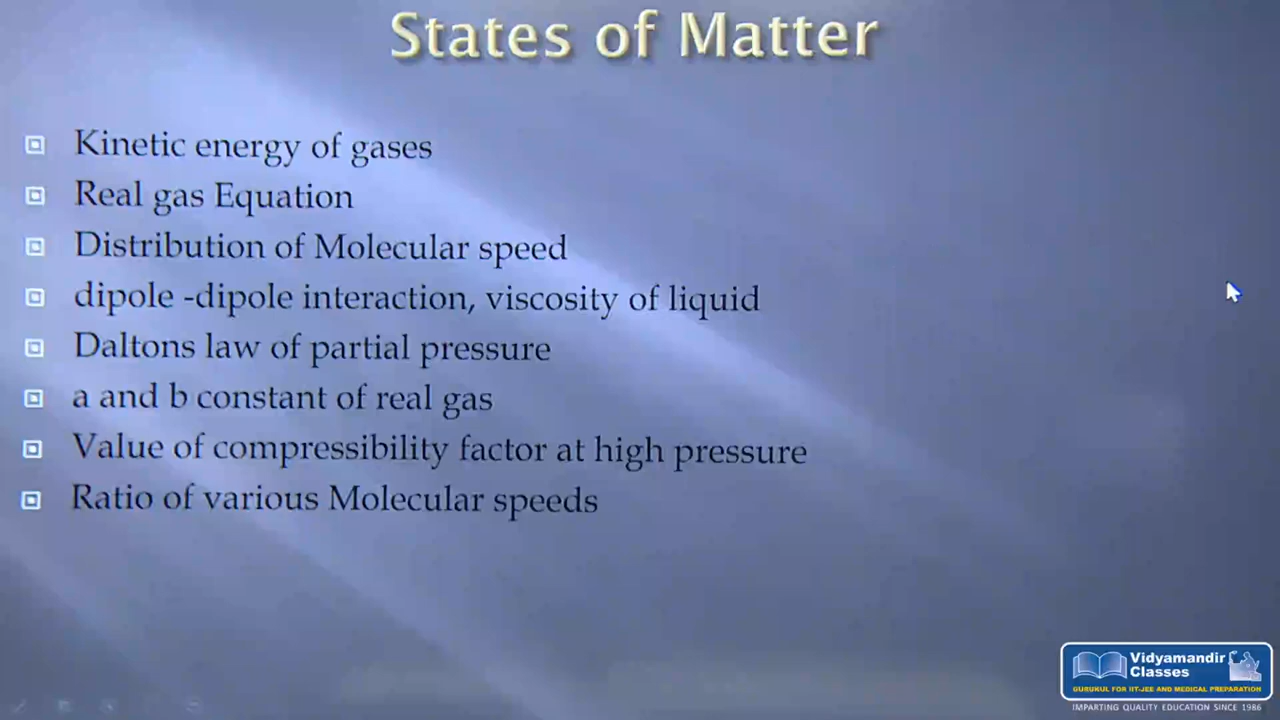 States of Matter
Kinetic energy of gases
Real gas Equation
Distribution of Molecular speed
dipole -dipole interaction, viscosity of liquid
Daltons law of partial pressure
a and b constant of real gas
Value of compressibility factor at high pressure
Ratio of various Molecular speeds
Vidyamandir
Classes
GURUKUL FOR IIT-JEE AND MEDICAL PREPARATION
IMPARTING QUALITY EDUCATION SINCE 1986